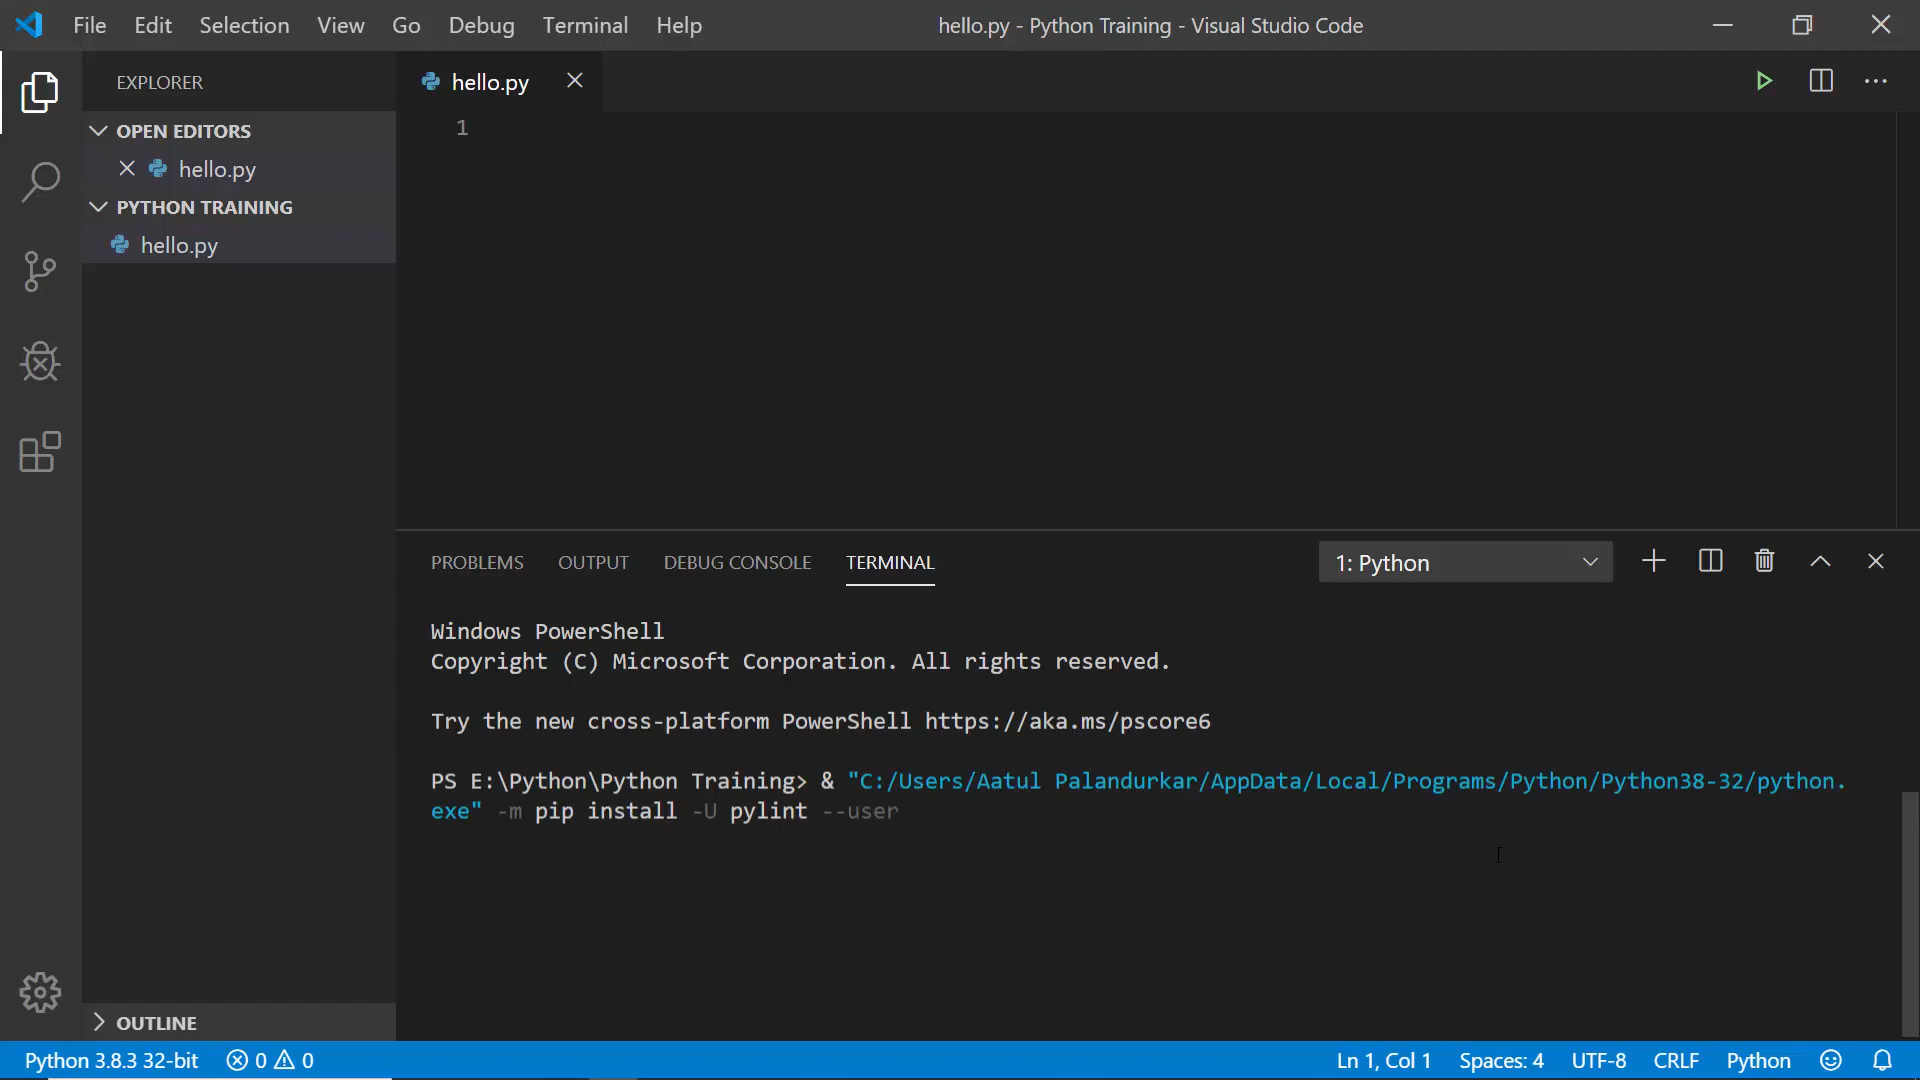 File Edit Selection View Go Debug Terminal Help
hello.py - Python Training - Visual Studio Code
EXPLORER
OPEN EDITORS
hello.py
PYTHON TRAINING
hello.py
OUTLINE
hello.py
1
PROBLEMS OUTPUT DEBUG CONSOLE TERMINAL
1: Python
Windows PowerShell
Copyright (C) Microsoft Corporation. All rights reserved.
Try the new cross-platform PowerShell https://aka.ms/pscore6
PS E:\Python\Python Training> & "C:/Users/Aatul Palandurkar/AppData/Local/Programs/Python/Python38-32/python.
exe" -m pip install -U pylint --user
Python 3.8.3 32-bit 0 0
Ln 1, Col 1 Spaces: 4 UTF-8 CRLF Python